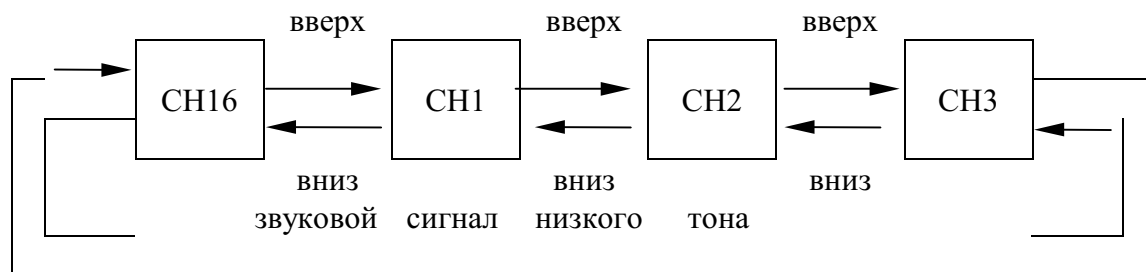 вверх вверх вверх
CH16 CH1 CH2 CH3
вниз вниз вниз
звуковой сигнал низкого тона